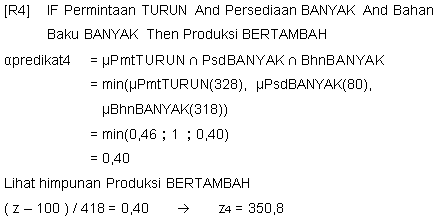 [R4] IF Permintaan TURUN And Persediaan BANYAK And Bahan
Baku BANYAK Then Produksi BERTAMBAH
αpredikat4 = µPmtTURUN ∩ PsdBANYAK ∩ BhnBANYAK
= min(µPmtTURUN(328), µPsdBANYAK(80),
µBhnBANYAK(318))
= min(0,46 ; 1 ; 0,40)
= 0,40
Lihat himpunan Produksi BERTAMBAH
( z – 100 ) / 418 = 0,40 → z4 = 350,8